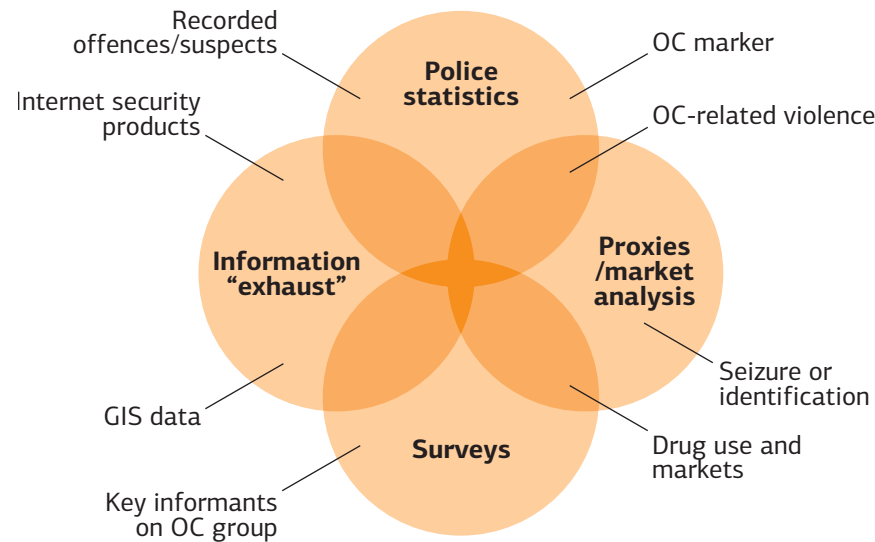 Recorded
offences/suspects
OC marker
Police
statistics
Internet security
products
OC-related violence
Information
“exhaust”
Proxies
/market
analysis
Seizure or
identification
GIS data
Surveys
Drug use and
markets
Key informants
on OC group